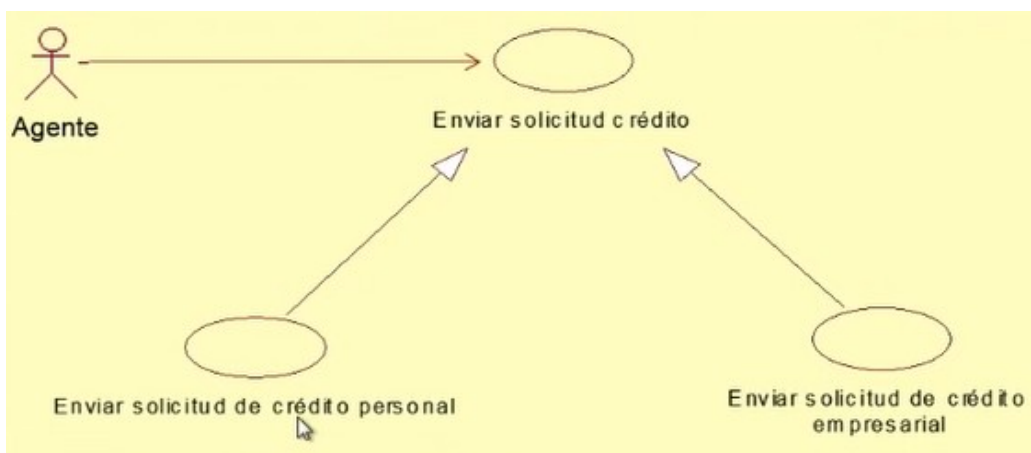 Agente
Enviar solicitud crédito
Enviar solicitud de crédito personal
Enviar solicitud de crédito
empresarial